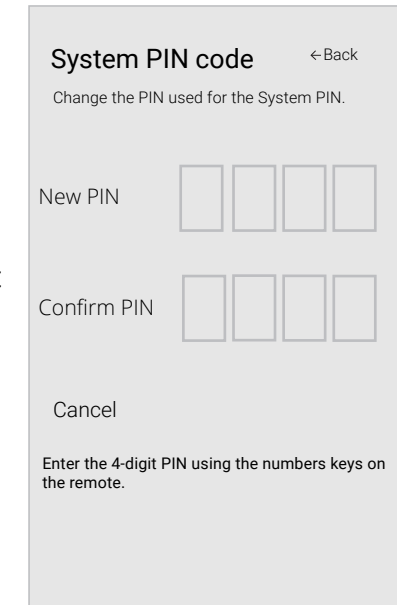 System PIN code ←Back
Change the PIN used for the System PIN.
New PIN
Confirm PIN
Cancel
Enter the 4-digit PIN using the numbers keys on
the remote.